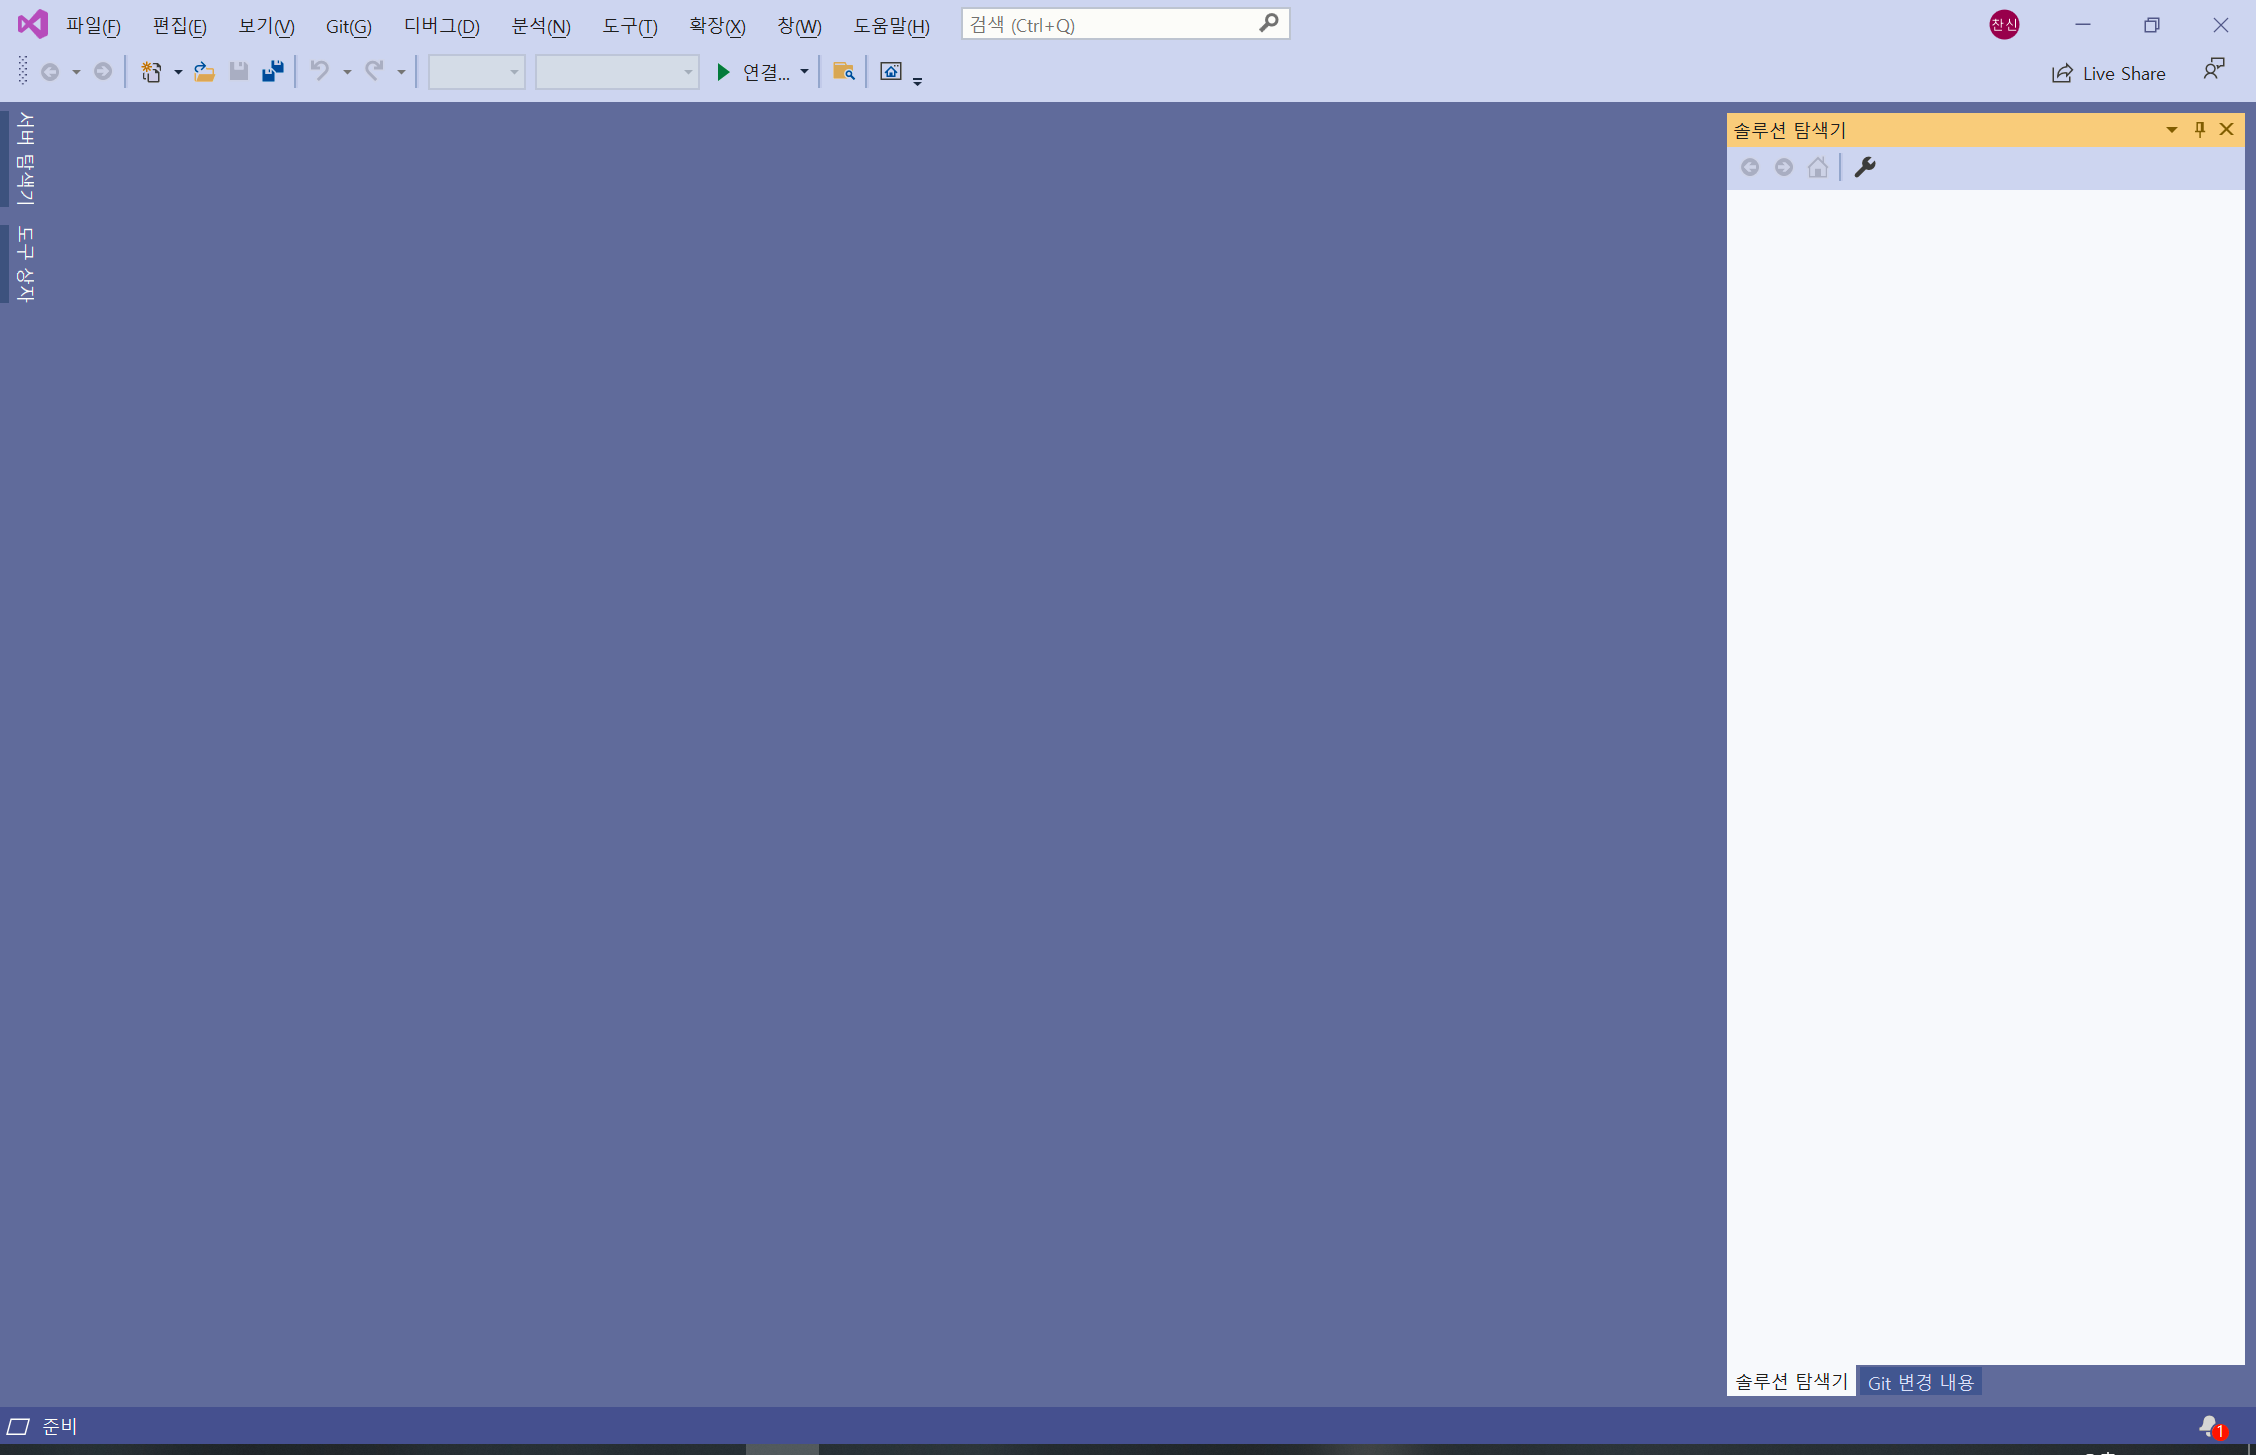 파일(F) 편집(E) 보기(V) Git(G) 디버그(D) 분석(N) 도구(T) 확장(X) 창(W) 도움말(H) 검색 (Ctrl+Q) 찬신
연결... Live Share
서버 탐색기
도구 상자
솔루션 탐색기
솔루션 탐색기 Git 변경 내용
준비 1